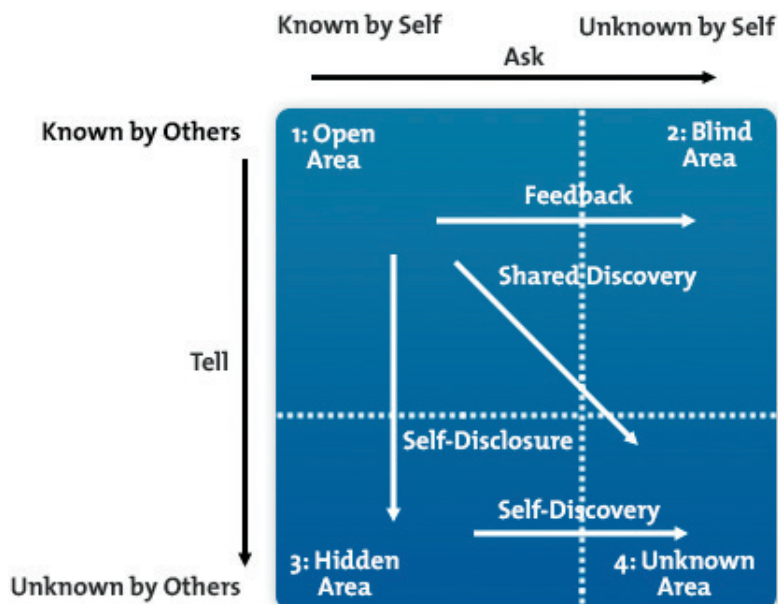 Known by Self
Unknown by Self
Ask
Known by Others
1: Open
Area
2: Blind
Area
Feedback
Shared Discovery
Tell
Self-Disclosure
Self-Discovery
3: Hidden
Area
4: Unknown
Area
Unknown by Others